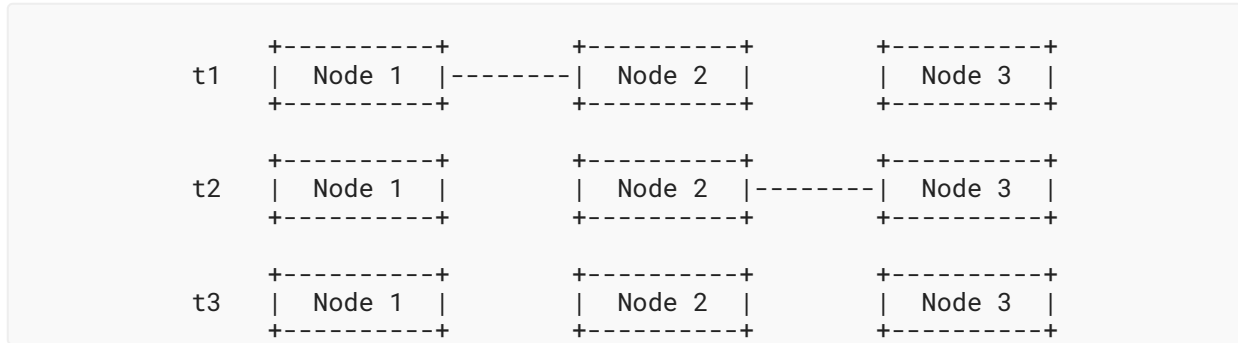 +----------+ +----------+ +----------+
t1 | Node 1 |--------| Node 2 | | Node 3 |
+----------+ +----------+ +----------+
+----------+ +----------+ +----------+
t2 | Node 1 | | Node 2 |--------| Node 3 |
+----------+ +----------+ +----------+
+----------+ +----------+ +----------+
t3 | Node 1 | | Node 2 | | Node 3 |
+----------+ +----------+ +----------+